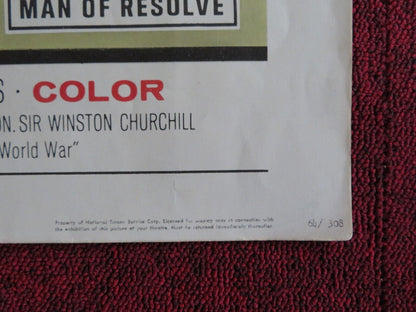 MAN OF RESOLVE
S · COLOR
ON. SIR WINSTON CHURCHILL
World War"
Property of National Screen Service Corp. Licensed for display only in connection with
the exhibition of this picture at your theatre. Must be returned immediately thereafter.
64/308